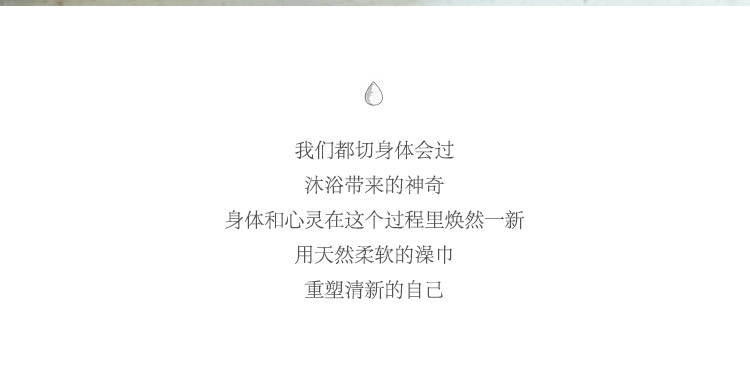 我们都切身体会过
沐浴带来的神奇
身体和心灵在这个过程里焕然一新
用天然柔软的澡巾
重塑清新的自己